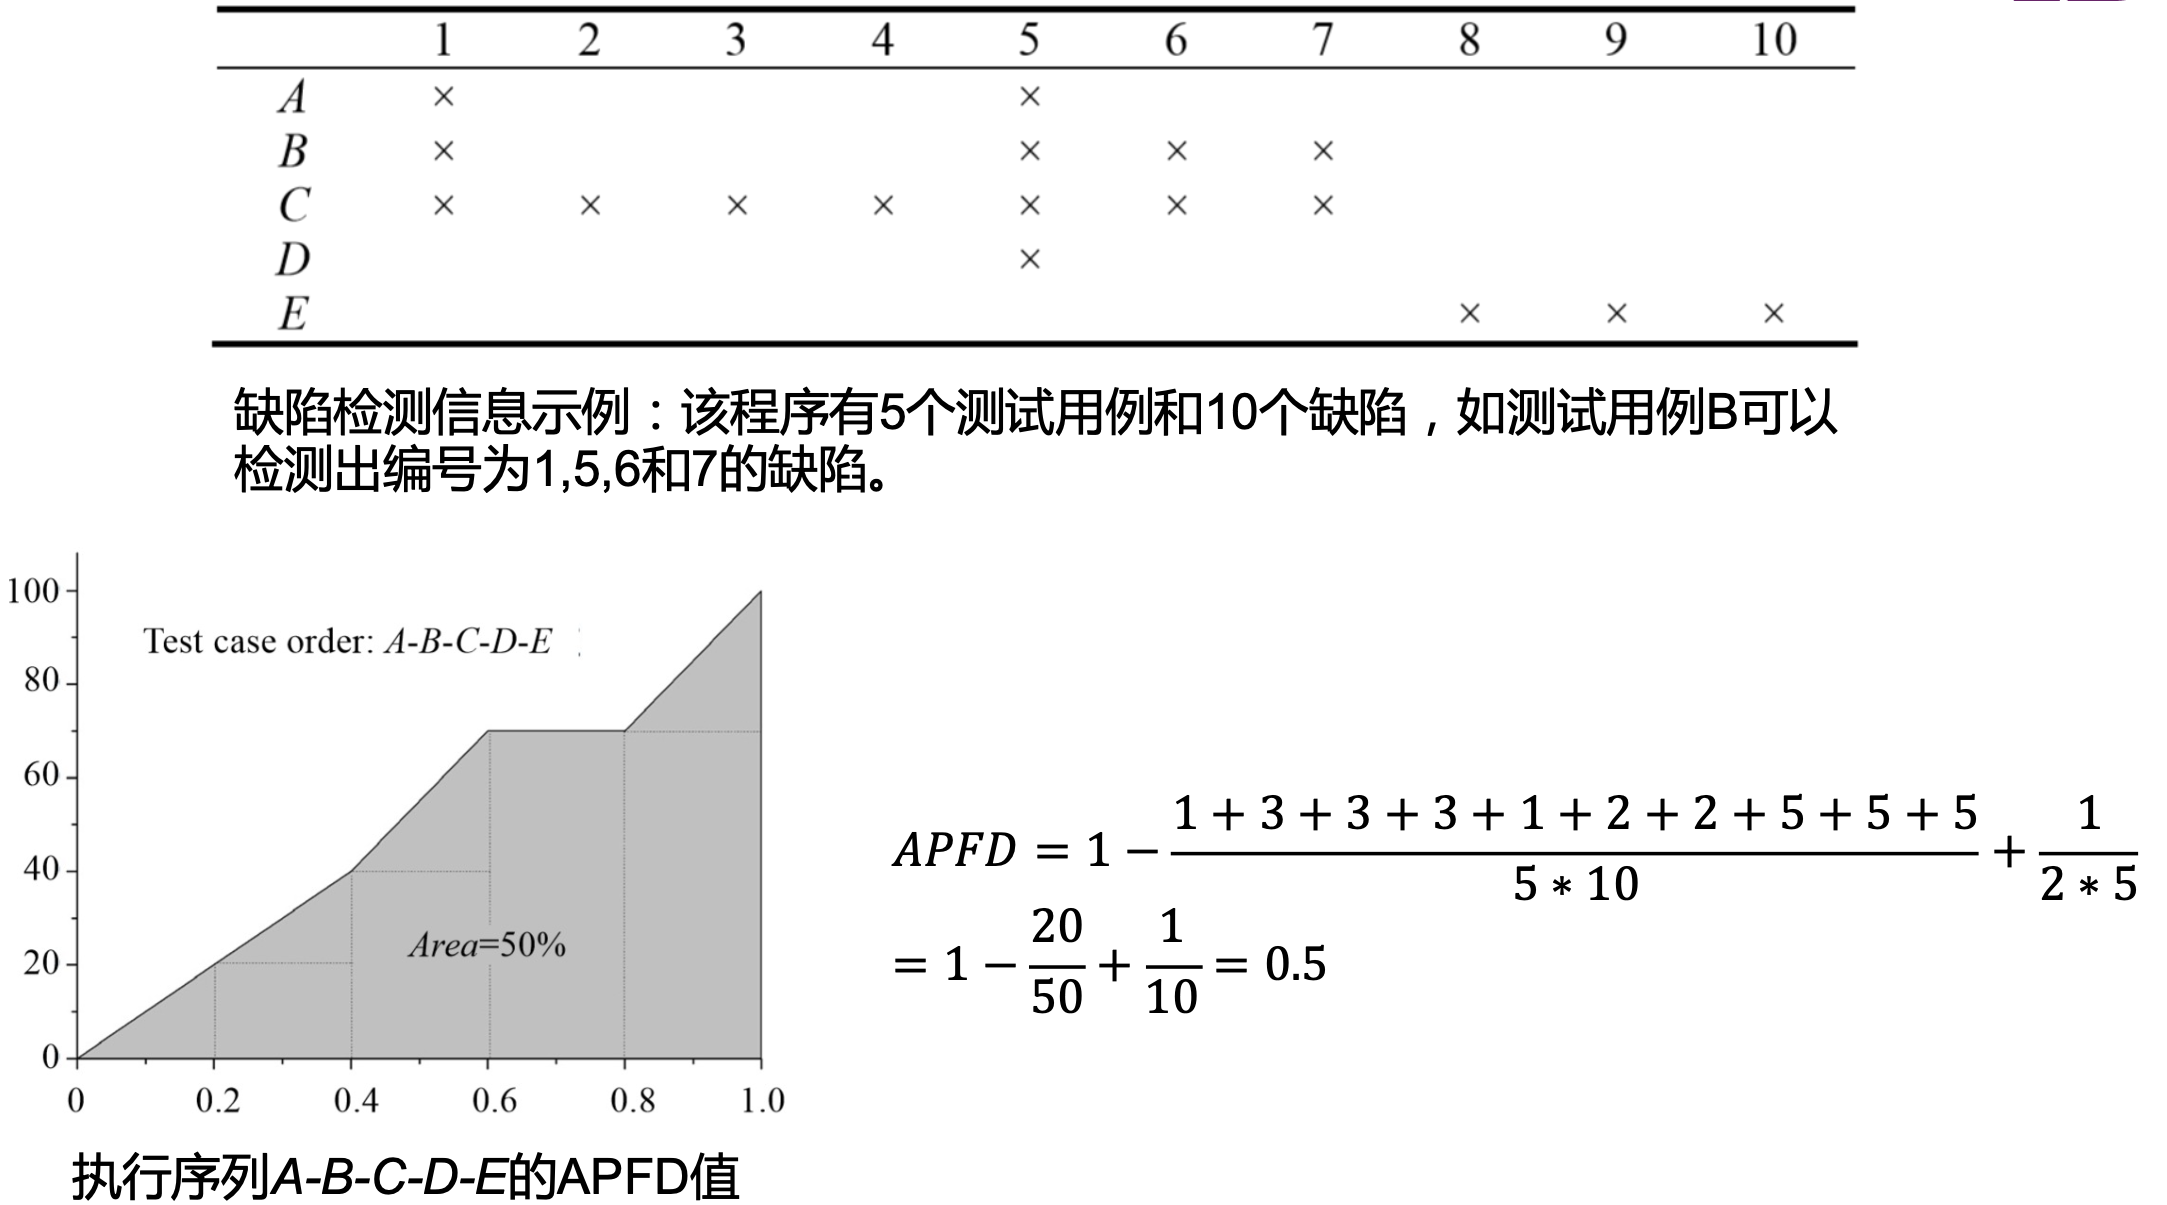 1 2 3 4 5 6 7 8 9 10
A × ×
B × × × ×
C × × × × × × ×
D ×
E × × ×
缺陷检测信息示例：该程序有5个测试用例和10个缺陷，如测试用例B可以
检测出编号为1,5,6和7的缺陷。
100
Test case order: A-B-C-D-E
80
60
40
Area=50%
20
0
0 0.2 0.4 0.6 0.8 1.0
执行序列A-B-C-D-E的APFD值
APFD = 1 − (1 + 3 + 3 + 3 + 1 + 2 + 2 + 5 + 5 + 5)/(5 ∗ 10) + 1/(2 ∗ 5)
= 1 − 20/50 + 1/10 = 0.5